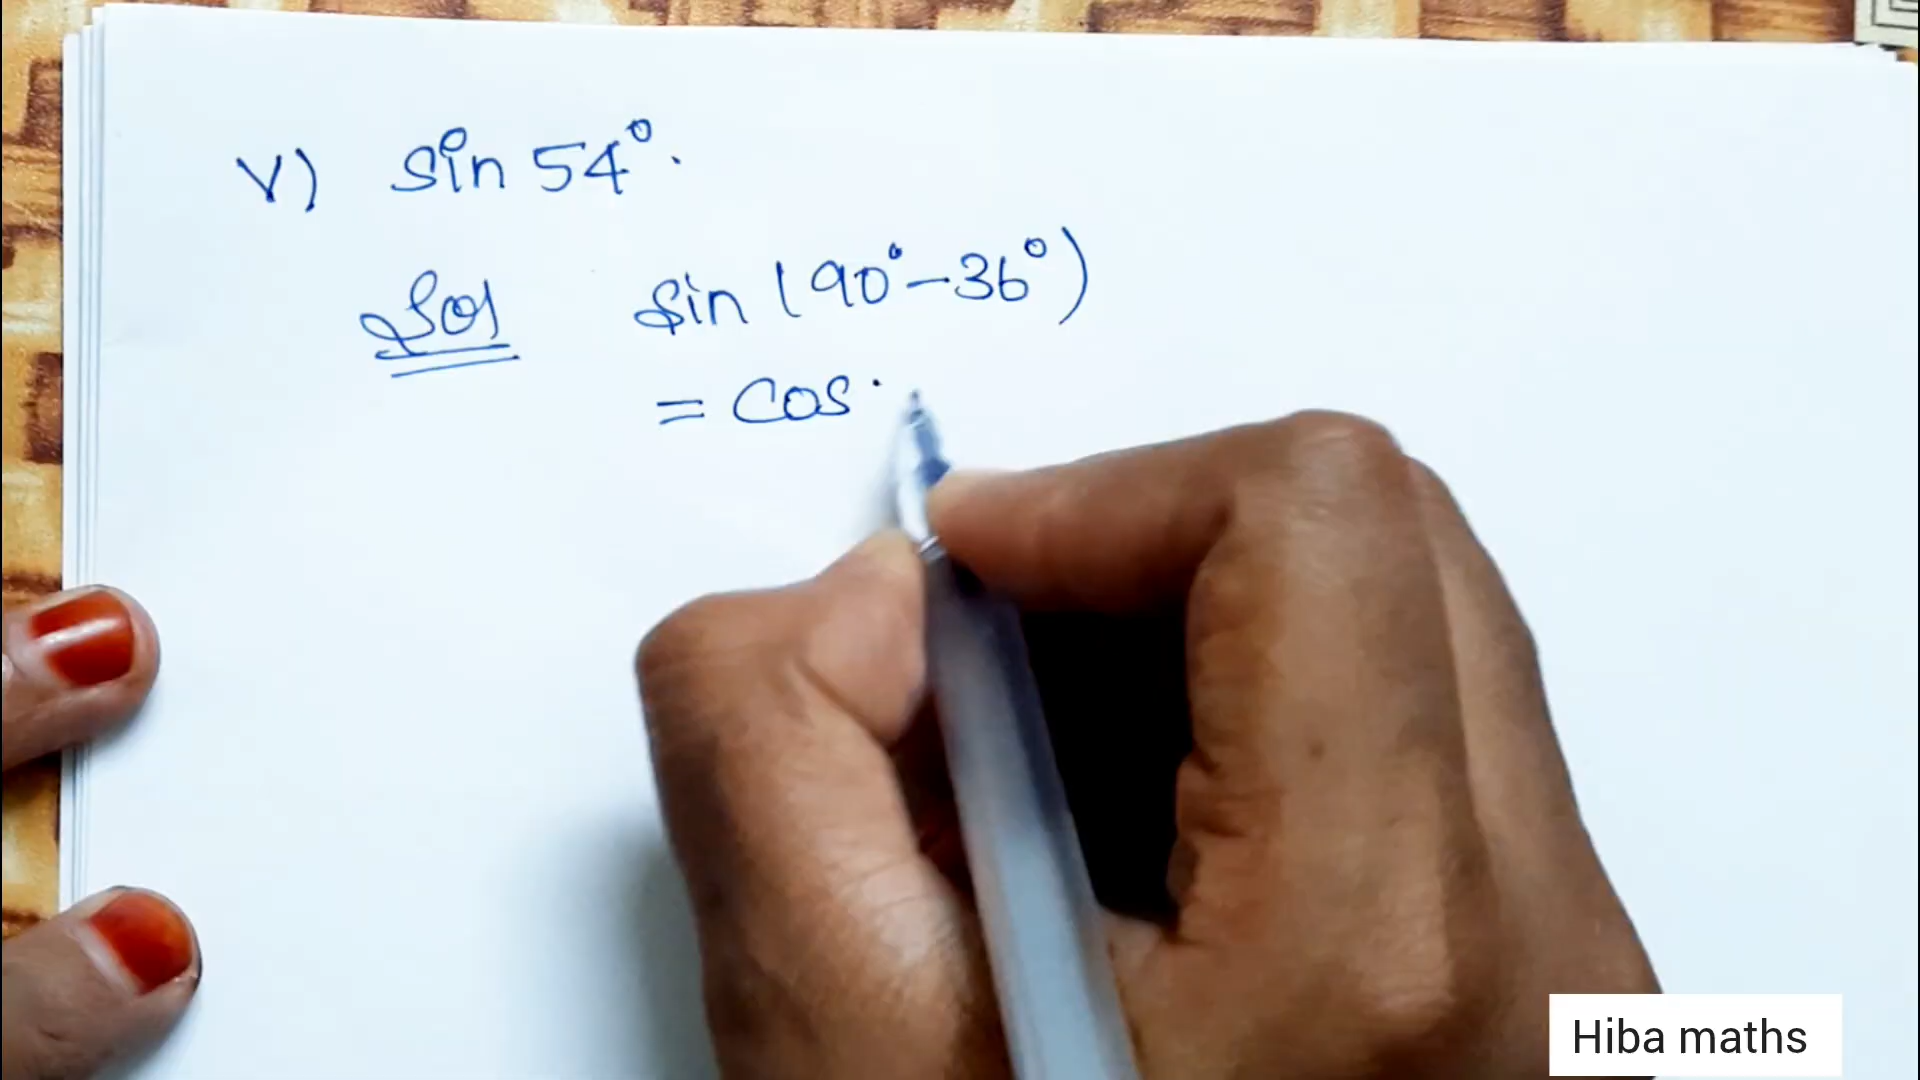 V) sin 54°.
Sol sin (90° - 36°)
= cos
Hiba maths